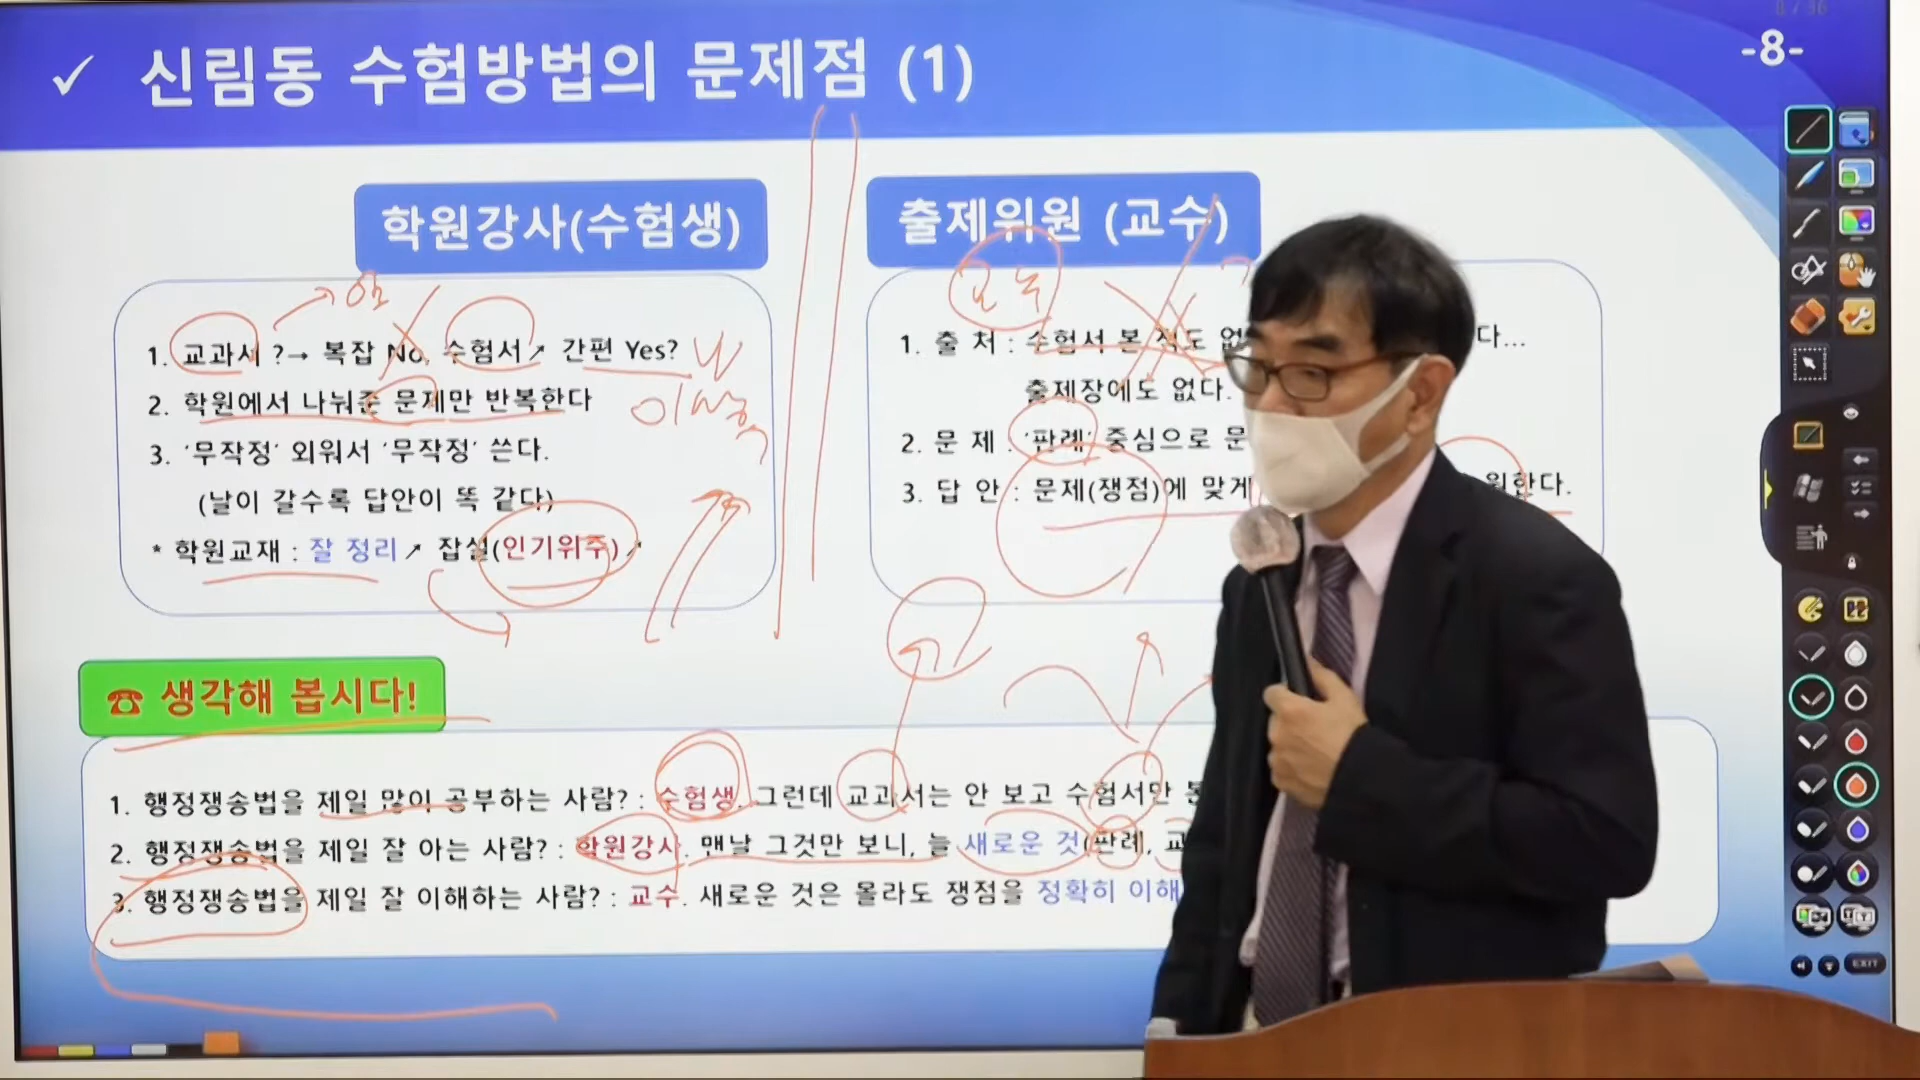 8 / 36
-8-
✓ 신림동 수험방법의 문제점 (1)
학원강사(수험생)
1. 교과서 ?→ 복잡 No, 수험서↗ 간편 Yes?
2. 학원에서 나눠준 문제만 반복한다
3. ‘무작정’ 외워서 ‘무작정’ 쓴다.
(날이 갈수록 답안이 똑 같다)
* 학원교재 : 잘 정리↗ 잡설(인기위주)↗
출제위원 (교수)
교수
1. 출 처 : 수험서 본 적도 없 다...
출제장에도 없다.
2. 문 제 : ‘판례’ 중심으로 문
3. 답 안 : 문제(쟁점)에 맞게 원한다.
☎ 생각해 봅시다!
1. 행정쟁송법을 제일 많이 공부하는 사람? : 수험생. 그런데 교과서는 안 보고 수험서만 본
2. 행정쟁송법을 제일 잘 아는 사람? : 학원강사. 맨날 그것만 보니, 늘 새로운 것(판례, 교
3. 행정쟁송법을 제일 잘 이해하는 사람? : 교수. 새로운 것은 몰라도 쟁점을 정확히 이해
EXIT